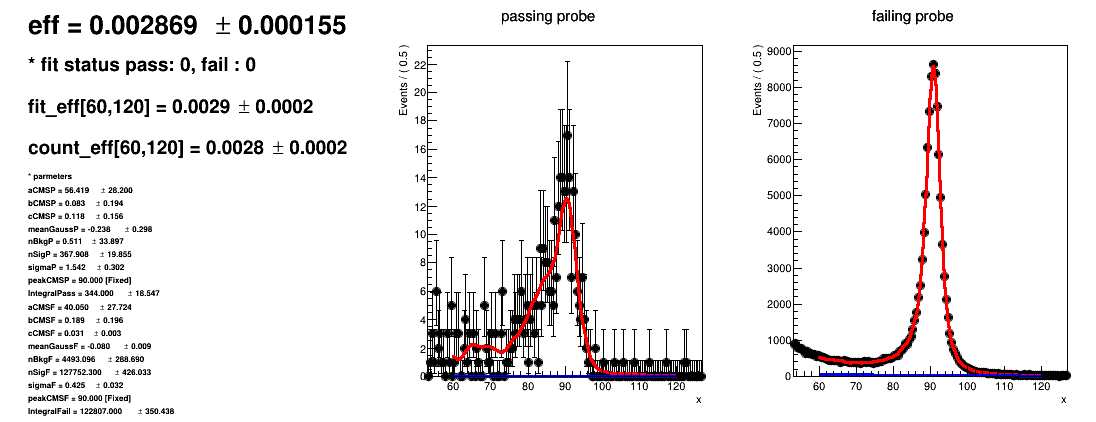 eff = 0.002869 ± 0.000155
* fit status pass: 0, fail : 0
fit_eff[60,120] = 0.0029 ± 0.0002
count_eff[60,120] = 0.0028 ± 0.0002
* parmeters
aCMSP = 56.419 ± 28.200
bCMSP = 0.083 ± 0.194
cCMSP = 0.118 ± 0.156
meanGaussP = -0.238 ± 0.298
nBkgP = 0.511 ± 33.897
nSigP = 367.908 ± 19.855
sigmaP = 1.542 ± 0.302
peakCMSP = 90.000 [Fixed]
IntegralPass = 344.000 ± 18.547
aCMSF = 40.050 ± 27.724
bCMSF = 0.189 ± 0.196
cCMSF = 0.031 ± 0.003
meanGaussF = -0.080 ± 0.009
nBkgF = 4493.096 ± 288.690
nSigF = 127752.300 ± 426.033
sigmaF = 0.425 ± 0.032
peakCMSF = 90.000 [Fixed]
IntegralFail = 122807.000 ± 350.438
passing probe
Events / ( 0.5 )
22
20
18
16
14
12
10
8
6
4
2
0
60 70 80 90 100 110 120
x
failing probe
Events / ( 0.5 )
9000
8000
7000
6000
5000
4000
3000
2000
1000
0
60 70 80 90 100 110 120
x